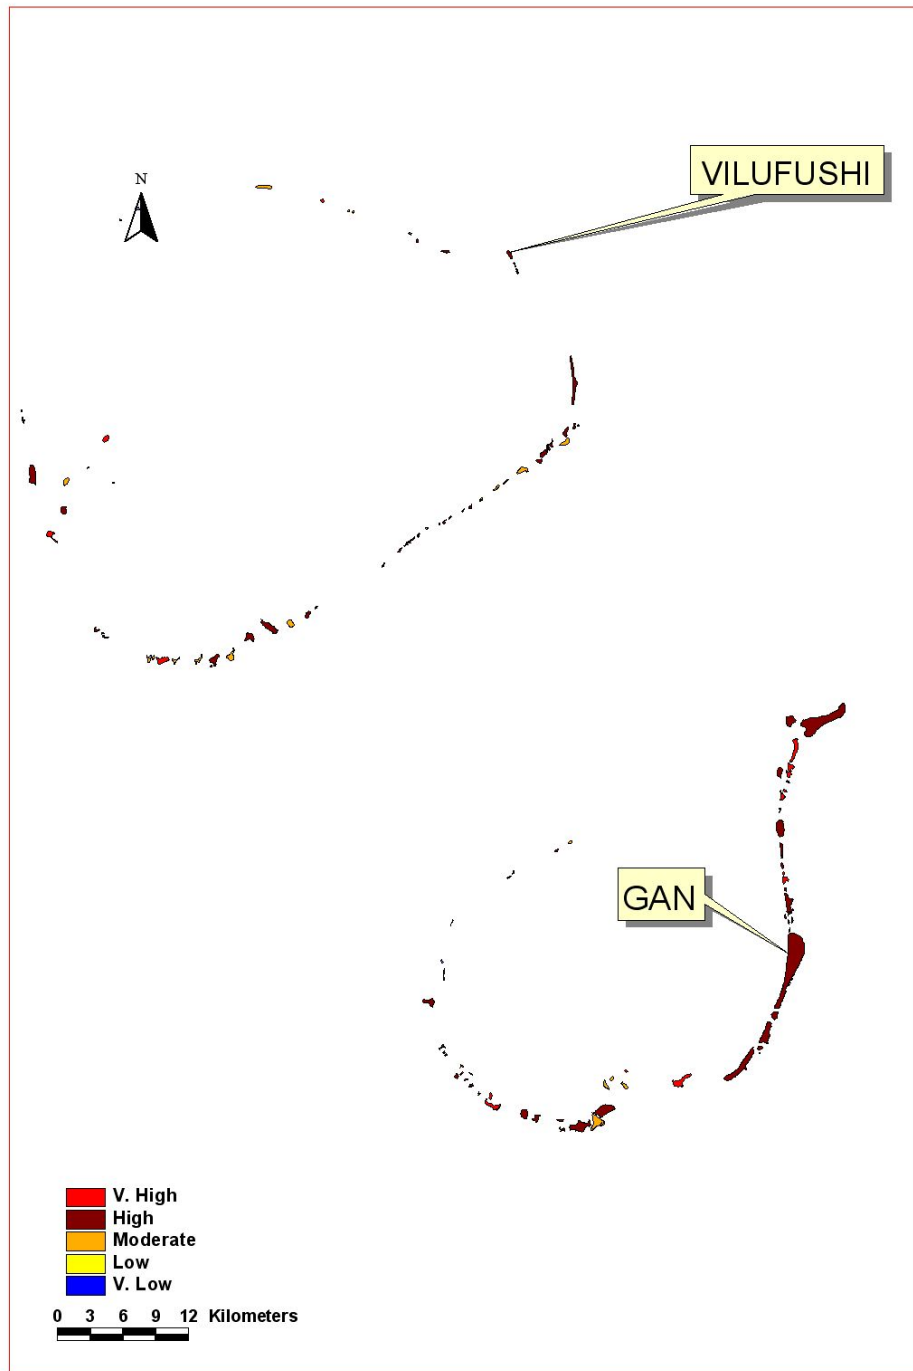 VILUFUSHI
N
GAN
V. High
High
Moderate
Low
V. Low
0 3 6 9 12 Kilometers